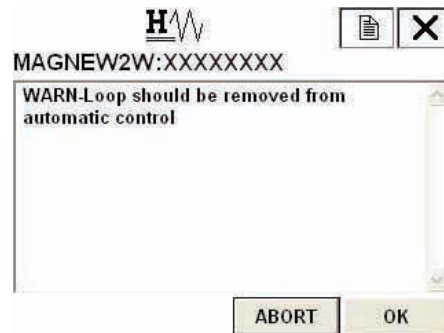 H
MAGNEW2W:XXXXXXXX
WARN-Loop should be removed from
automatic control
ABORT OK